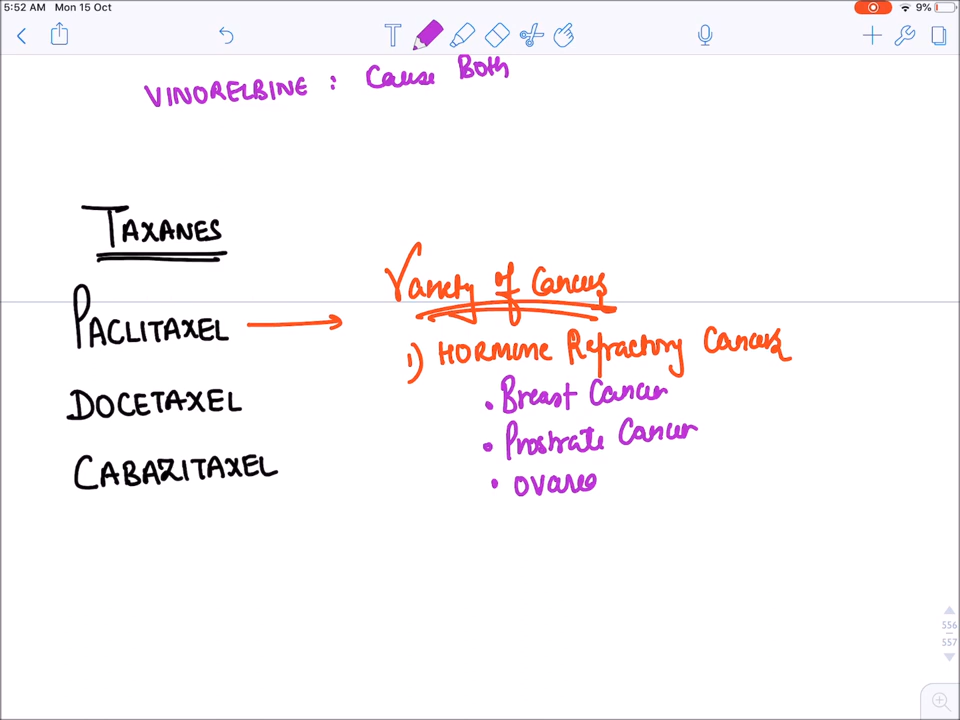 5:52 AM Mon 15 Oct
9%
T
VINORELBINE : Cause Both
TAXANES
Variety of Cancers
PACLITAXEL
1) HORMONE Refractory Cancers
DOCETAXEL
• Breast Cancer
• Prostrate Cancer
CABAZITAXEL
• ovaree
556
557